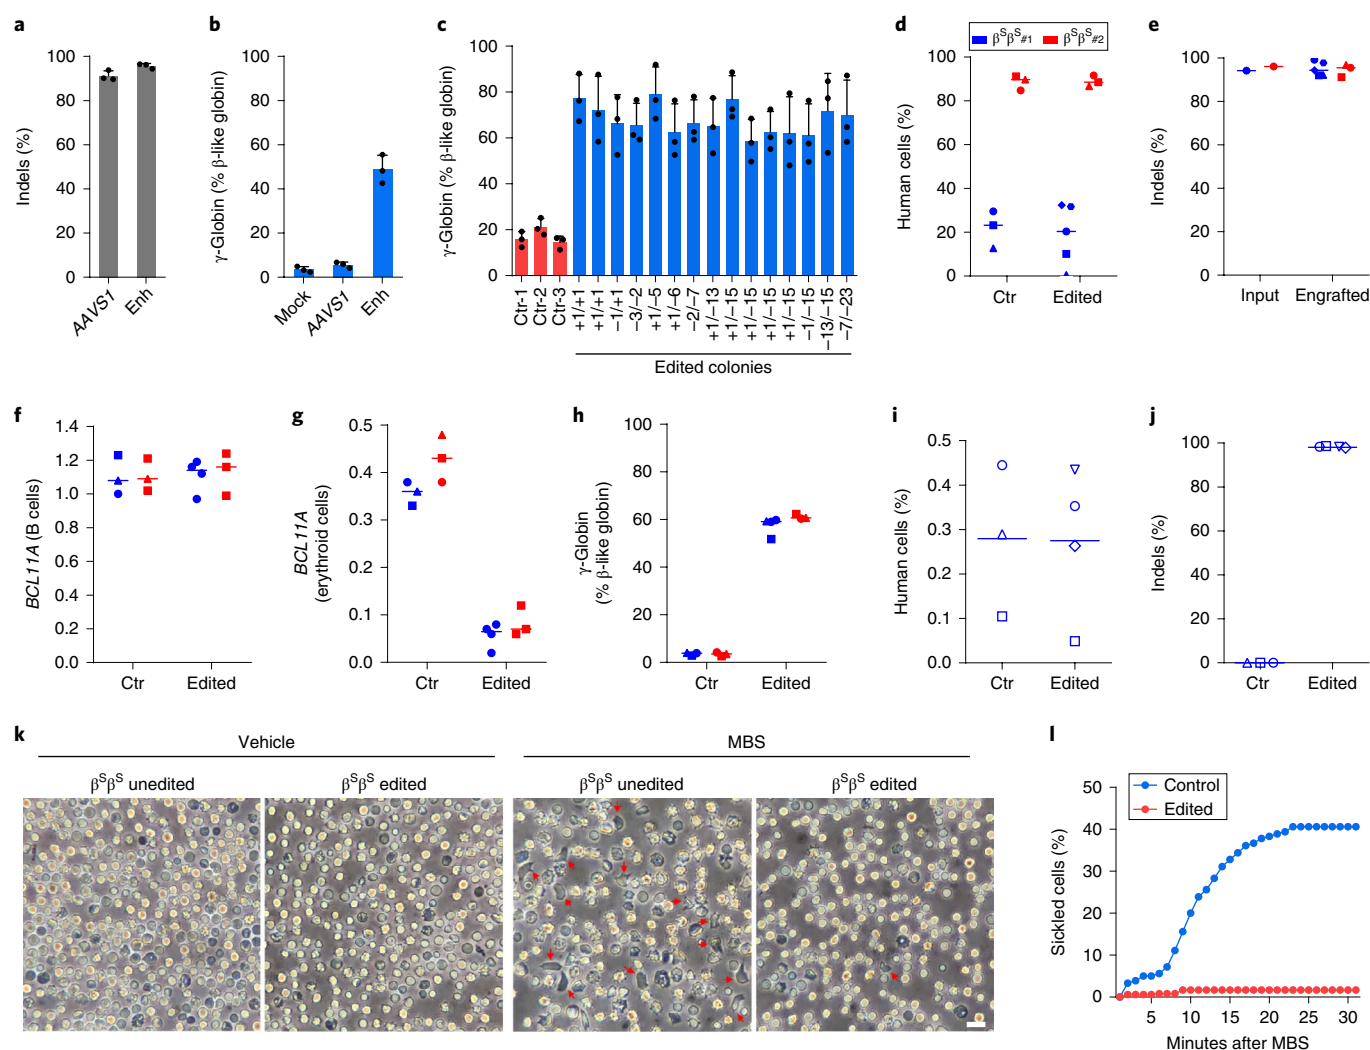 a
Indels (%)
100
80
60
40
20
0
AAVS1
Enh
b
γ-Globin (% β-like globin)
100
80
60
40
20
0
Mock
AAVS1
Enh
c
γ-Globin (% β-like globin)
100
80
60
40
20
0
Ctr-1
Ctr-2
Ctr-3
+1/+1
+1/+1
−1/+1
−3/−2
+1/−5
+1/−6
−2/−7
+1/−13
+1/−15
+1/−15
+1/−15
+1/−15
−1/−15
−13/−15
−7/−23
Edited colonies
d
βSβS#1
βSβS#2
Human cells (%)
100
80
60
40
20
0
Ctr
Edited
e
Indels (%)
100
80
60
40
20
0
Input
Engrafted
f
BCL11A (B cells)
1.4
1.2
1.0
0.8
0.6
0.4
0.2
0.0
Ctr
Edited
g
BCL11A
(erythroid cells)
0.5
0.4
0.3
0.2
0.1
0.0
Ctr
Edited
h
γ-Globin
(% β-like globin)
100
80
60
40
20
0
Ctr
Edited
i
Human cells (%)
0.5
0.4
0.3
0.2
0.1
0.0
Ctr
Edited
j
Indels (%)
100
80
60
40
20
0
Ctr
Edited
k
Vehicle
MBS
βSβS unedited
βSβS edited
βSβS unedited
βSβS edited
l
Control
Edited
Sickled cells (%)
50
40
30
20
10
0
5
10
15
20
25
30
Minutes after MBS